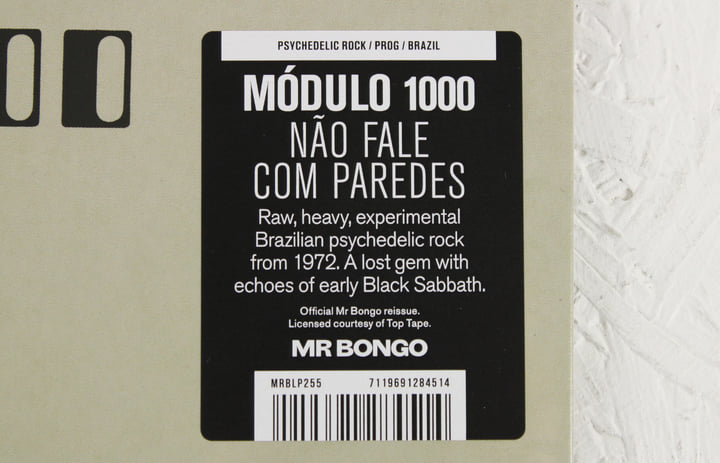 PSYCHEDELIC ROCK / PROG / BRAZIL
MÓDULO 1000
NÃO FALE
COM PAREDES
Raw, heavy, experimental
Brazilian psychedelic rock
from 1972. A lost gem with
echoes of early Black Sabbath.
Official Mr Bongo reissue.
Licensed courtesy of Top Tape.
MR BONGO
MRBLP255 7119691284514